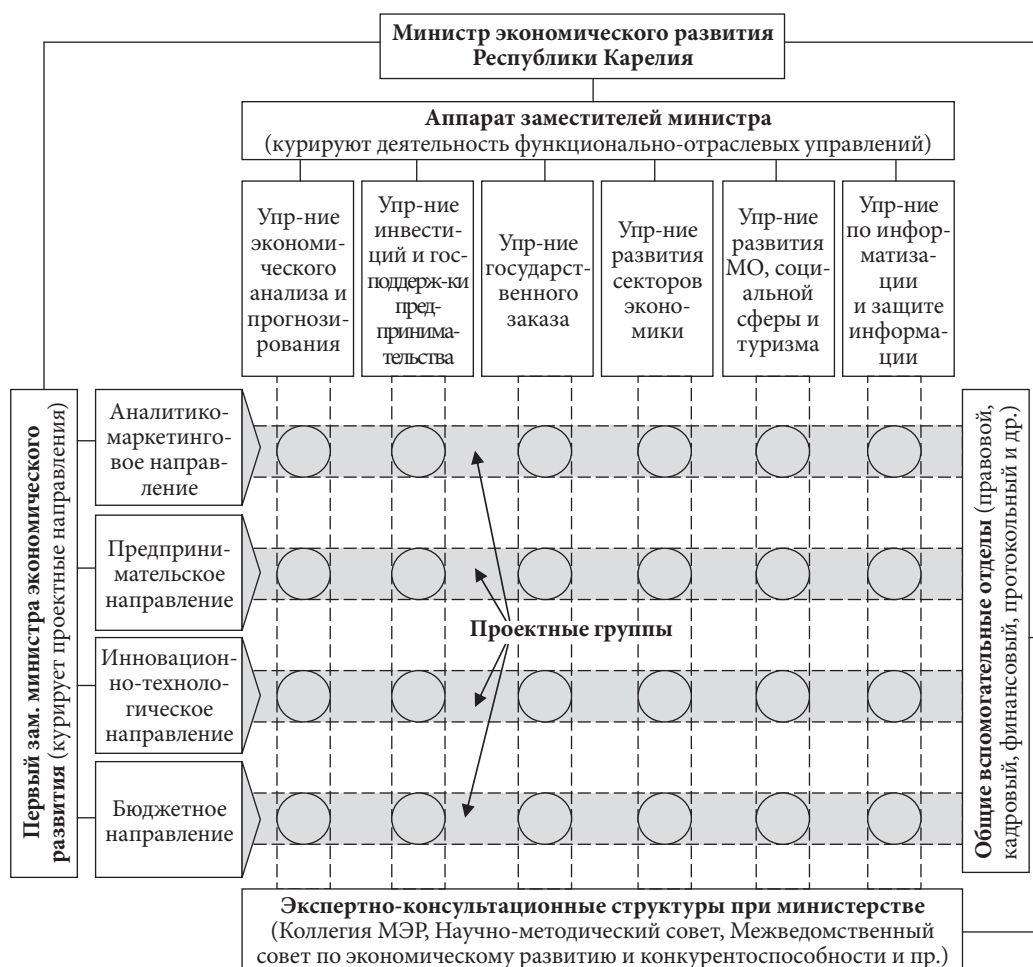 Министр экономического развития
Республики Карелия
Аппарат заместителей министра
(курируют деятельность функционально-отраслевых управлений)
Упр-ние
экономи-
ческого
анализа и
прогнози-
рования
Упр-ние
инвести-
ций и гос-
поддерж-ки
пред-
принима-
тельства
Упр-ние
государст-
венного
заказа
Упр-ние
развития
секторов
эконо-
мики
Упр-ние
развития
МО, соци-
альной
сферы и
туризма
Упр-ние
по инфор-
матиза-
ции
и защите
информа-
ции
Первый зам. министра экономического
развития (курирует проектные направления)
Аналитико-
маркетинго-
вое направ-
ление
Предприни-
мательское
направление
Инновацион-
но-техноло-
гическое
направление
Бюджетное
направление
Проектные группы
Общие вспомогательные отделы (правовой,
кадровый, финансовый, протокольный и др.)
Экспертно-консультационные структуры при министерстве
(Коллегия МЭР, Научно-методический совет, Межведомственный
совет по экономическому развитию и конкурентоспособности и пр.)